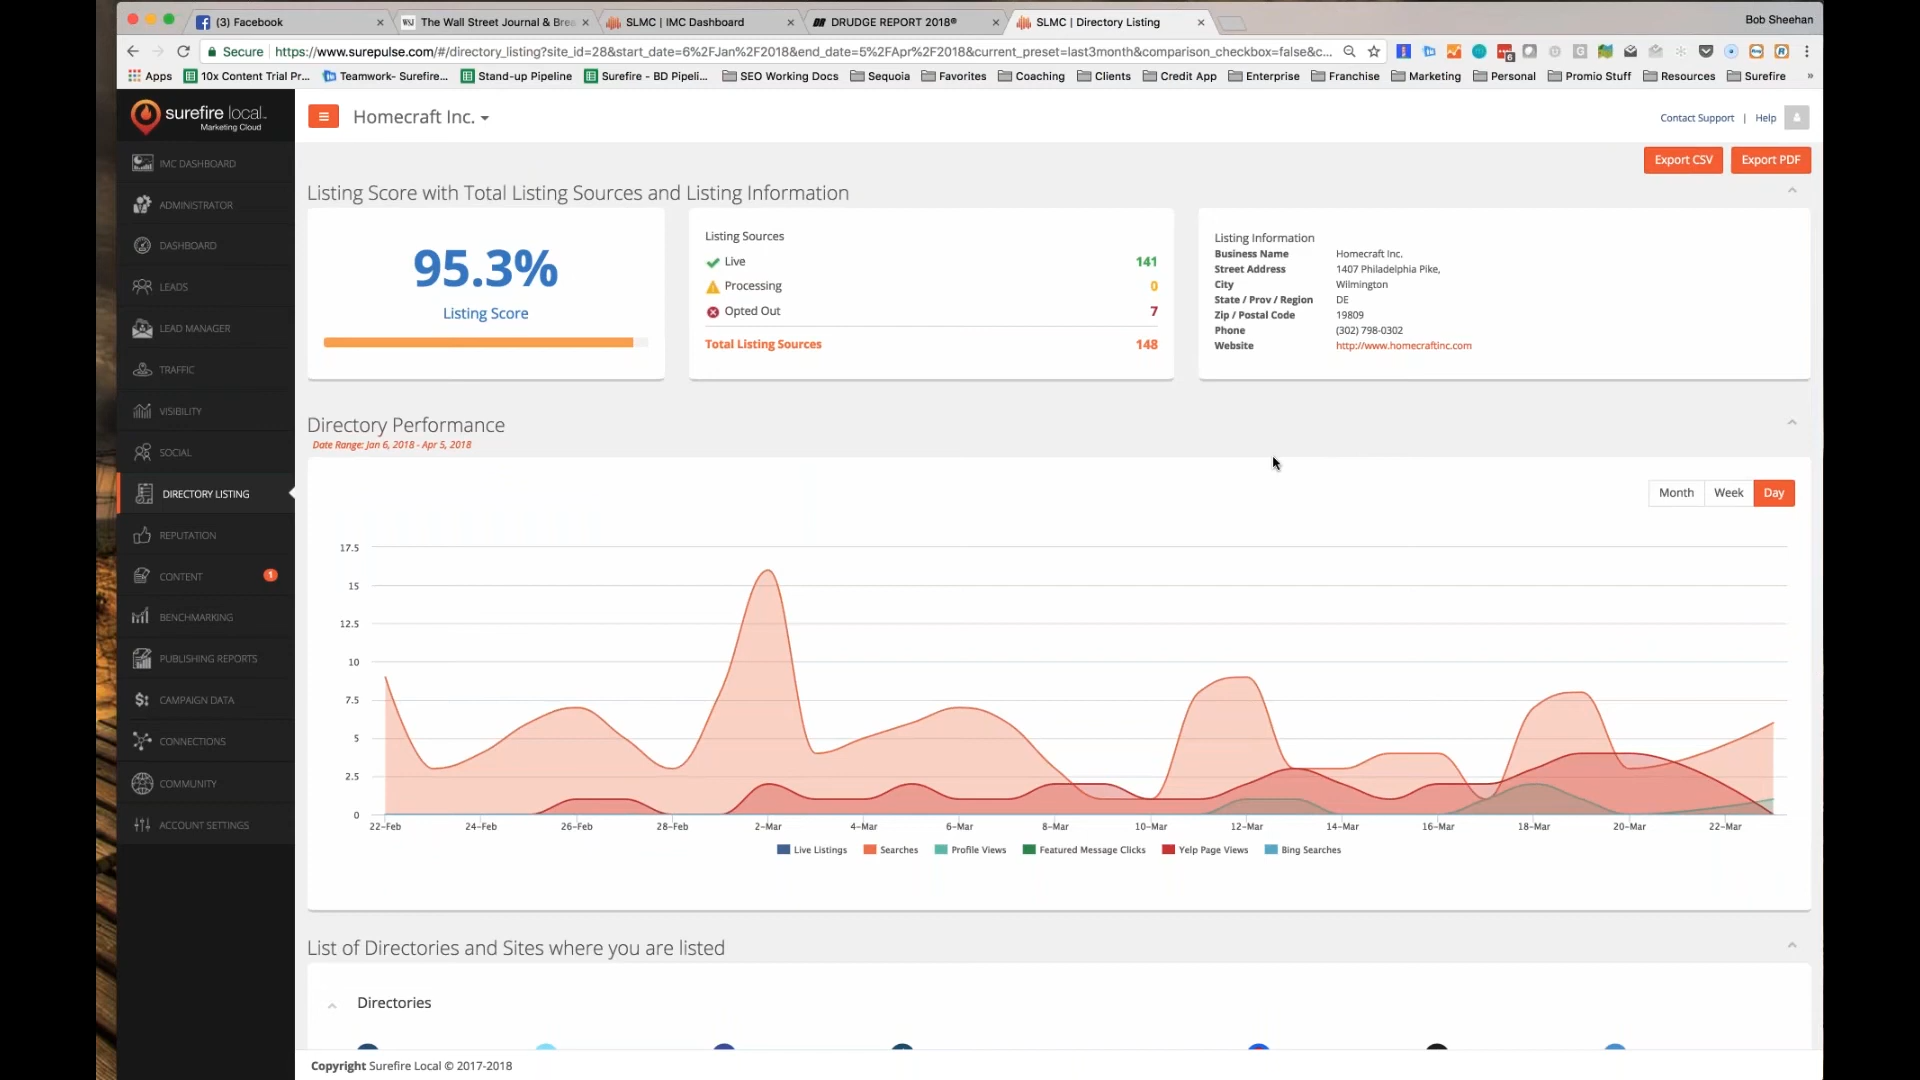 (3) Facebook
WSJ The Wall Street Journal & Brea
SLMC | IMC Dashboard
DR DRUDGE REPORT 2018®
SLMC | Directory Listing
Bob Sheehan
Secure https://www.surepulse.com/#/directory_listing?site_id=28&start_date=6%2FJan%2F2018&end_date=5%2FApr%2F2018&current_preset=last3month&comparison_checkbox=false&c...
Apps 10x Content Trial Pr... Teamwork- Surefire... Stand-up Pipeline Surefire - BD Pipeli... SEO Working Docs Sequoia Favorites Coaching Clients Credit App Enterprise Franchise Marketing Personal Promio Stuff Resources Surefire »
surefire local
Marketing Cloud
Homecraft Inc.
Contact Support | Help
IMC DASHBOARD
ADMINISTRATOR
DASHBOARD
LEADS
LEAD MANAGER
TRAFFIC
VISIBILITY
SOCIAL
DIRECTORY LISTING
REPUTATION
CONTENT 1
BENCHMARKING
PUBLISHING REPORTS
CAMPAIGN DATA
CONNECTIONS
COMMUNITY
ACCOUNT SETTINGS
Export CSV Export PDF
Listing Score with Total Listing Sources and Listing Information
95.3%
Listing Score
Listing Sources
Live 141
Processing 0
Opted Out 7
Total Listing Sources 148
Listing Information
Business Name Homecraft Inc.
Street Address 1407 Philadelphia Pike,
City Wilmington
State / Prov / Region DE
Zip / Postal Code 19809
Phone (302) 798-0302
Website http://www.homecraftinc.com
Directory Performance
Date Range: Jan 6, 2018 - Apr 5, 2018
Month Week Day
17.5
15
12.5
10
7.5
5
2.5
0
22-Feb 24-Feb 26-Feb 28-Feb 2-Mar 4-Mar 6-Mar 8-Mar 10-Mar 12-Mar 14-Mar 16-Mar 18-Mar 20-Mar 22-Mar
Live Listings Searches Profile Views Featured Message Clicks Yelp Page Views Bing Searches
List of Directories and Sites where you are listed
Directories
Copyright Surefire Local © 2017-2018